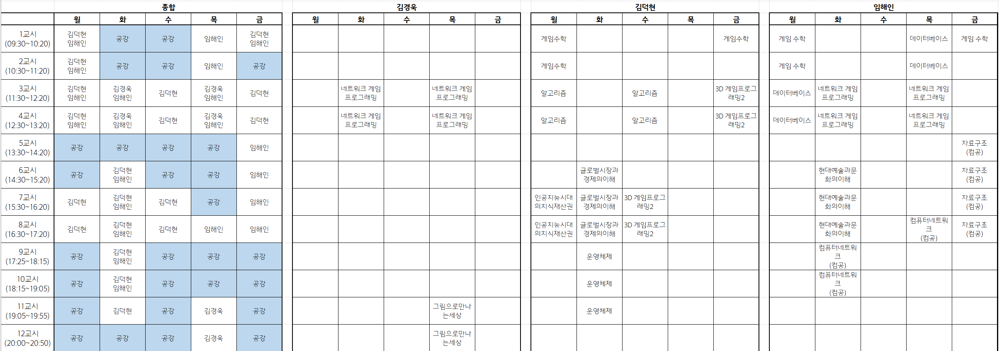 종합 김경욱 김덕현 임해인
월 화 수 목 금 월 화 수 목 금 월 화 수 목 금 월 화 수 목 금
1교시
(09:30~10:20)
김덕현
임해인
공강
공강
임해인
김덕현
임해인
게임수학
게임수학
게임 수학
데이터베이스
게임 수학
2교시
(10:30~11:20)
김덕현
임해인
공강
공강
임해인
공강
게임수학
게임 수학
데이터베이스
3교시
(11:30~12:20)
김덕현
임해인
김경욱
임해인
김덕현
김경욱
임해인
김덕현
네트워크 게임
프로그래밍
네트워크 게임
프로그래밍
알고리즘
알고리즘
3D 게임프로그
래밍2
데이터베이스
네트워크 게임
프로그래밍
네트워크 게임
프로그래밍
4교시
(12:30~13:20)
김덕현
임해인
김경욱
임해인
김덕현
김경욱
임해인
김덕현
네트워크 게임
프로그래밍
네트워크 게임
프로그래밍
알고리즘
알고리즘
3D 게임프로그
래밍2
데이터베이스
네트워크 게임
프로그래밍
네트워크 게임
프로그래밍
5교시
(13:30~14:20)
공강
공강
공강
공강
임해인
자료구조
(컴공)
6교시
(14:30~15:20)
공강
김덕현
임해인
공강
공강
임해인
글로벌시장과
경제의이해
현대예술과문
화의이해
자료구조
(컴공)
7교시
(15:30~16:20)
김덕현
김덕현
임해인
김덕현
공강
임해인
인공지능시대
의지식재산권
글로벌시장과
경제의이해
3D 게임프로그
래밍2
현대예술과문
화의이해
자료구조
(컴공)
8교시
(16:30~17:20)
김덕현
김덕현
임해인
김덕현
임해인
임해인
인공지능시대
의지식재산권
글로벌시장과
경제의이해
3D 게임프로그
래밍2
현대예술과문
화의이해
컴퓨터네트워
크
(컴공)
자료구조
(컴공)
9교시
(17:25~18:15)
공강
김덕현
임해인
공강
공강
공강
운영체제
컴퓨터네트워
크
(컴공)
10교시
(18:15~19:05)
공강
김덕현
임해인
공강
공강
공강
운영체제
컴퓨터네트워
크
(컴공)
11교시
(19:05~19:55)
공강
김덕현
공강
김경욱
공강
그림으로만나
는세상
운영체제
12교시
(20:00~20:50)
공강
공강
공강
김경욱
공강
그림으로만나
는세상